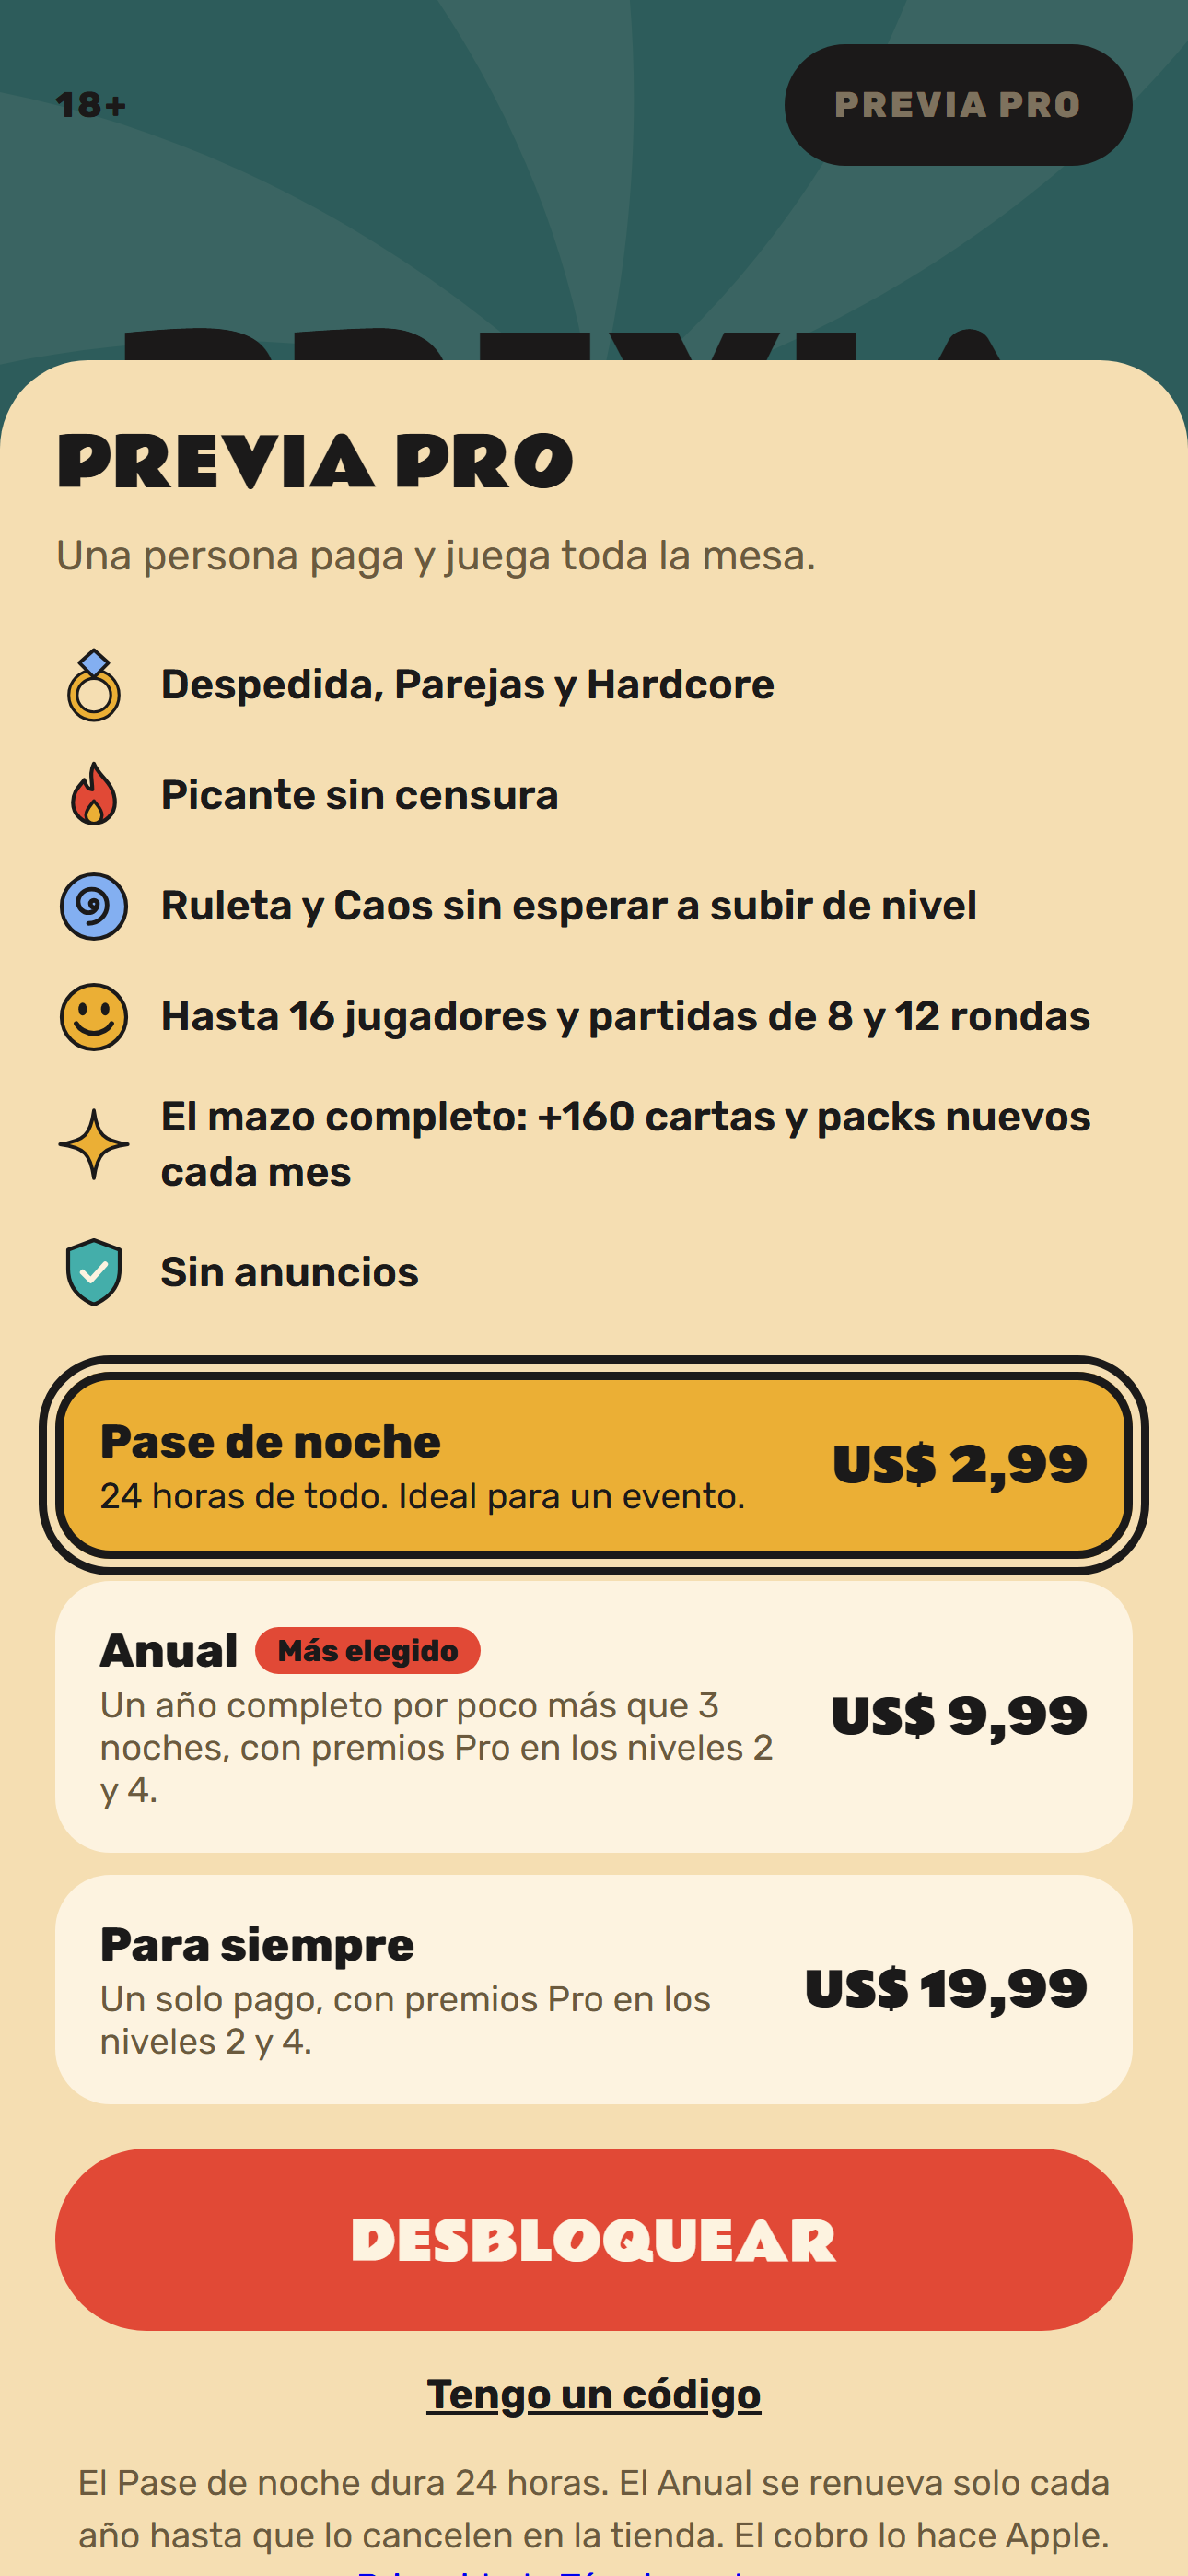 18+
PREVIA PRO
PREVIA
PREVIA PRO
Una persona paga y juega toda la mesa.
Despedida, Parejas y Hardcore
Picante sin censura
Ruleta y Caos sin esperar a subir de nivel
Hasta 16 jugadores y partidas de 8 y 12 rondas
El mazo completo: +160 cartas y packs nuevos
cada mes
Sin anuncios
Pase de noche
24 horas de todo. Ideal para un evento.
US$ 2,99
Anual
Más elegido
Un año completo por poco más que 3
noches, con premios Pro en los niveles 2
y 4.
US$ 9,99
Para siempre
Un solo pago, con premios Pro en los
niveles 2 y 4.
US$ 19,99
DESBLOQUEAR
Tengo un código
El Pase de noche dura 24 horas. El Anual se renueva solo cada
año hasta que lo cancelen en la tienda. El cobro lo hace Apple.